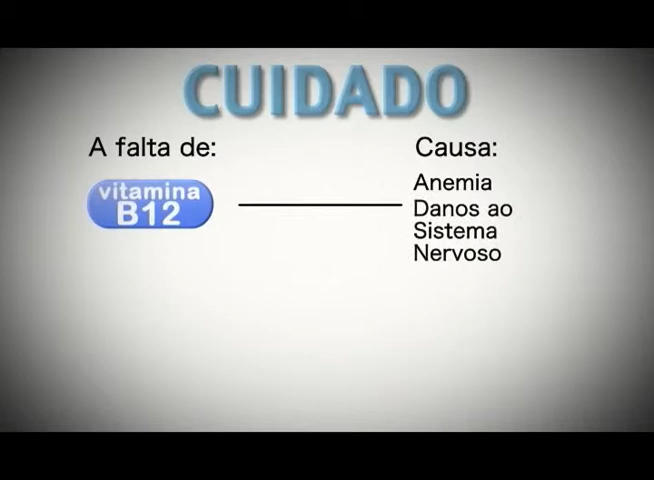 CUIDADO
A falta de:
Causa:
vitamina
B12
Anemia
Danos ao
Sistema
Nervoso